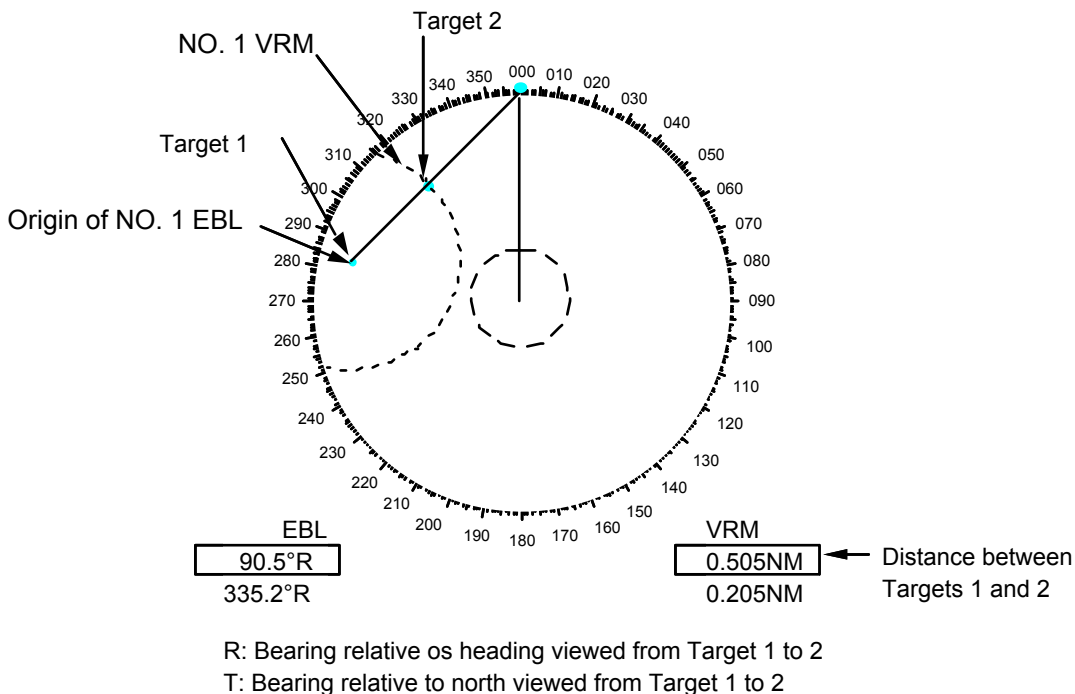 Target 2
NO. 1 VRM
Target 1
Origin of NO. 1 EBL
000
010
020
030
040
050
060
070
080
090
100
110
120
130
140
150
160
170
180
190
200
210
220
230
240
250
260
270
280
290
300
310
320
330
340
350
EBL
90.5°R
335.2°R
VRM
0.505NM
0.205NM
Distance between
Targets 1 and 2
R: Bearing relative os heading viewed from Target 1 to 2
T: Bearing relative to north viewed from Target 1 to 2